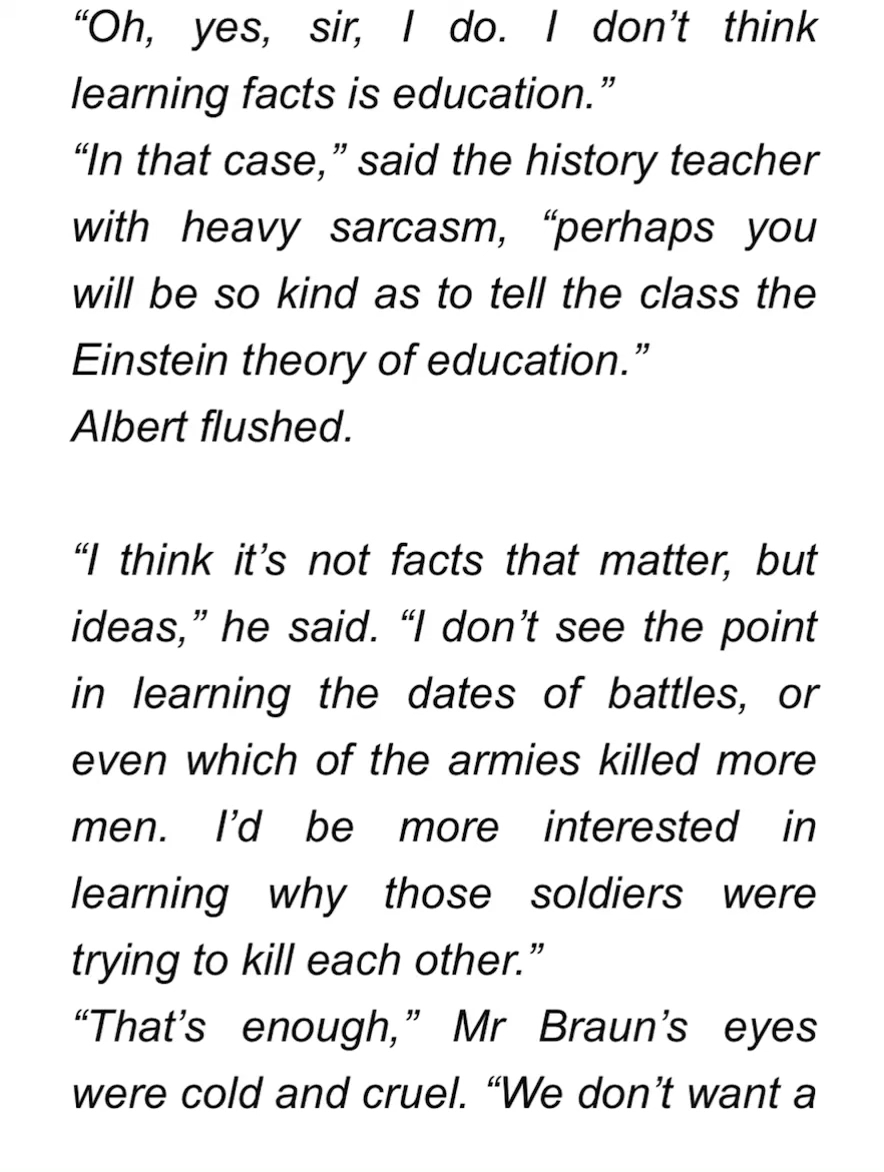 “Oh, yes, sir, I do. I don’t think
learning facts is education.”
“In that case,” said the history teacher
with heavy sarcasm, “perhaps you
will be so kind as to tell the class the
Einstein theory of education.”
Albert flushed.
“I think it’s not facts that matter, but
ideas,” he said. “I don’t see the point
in learning the dates of battles, or
even which of the armies killed more
men. I’d be more interested in
learning why those soldiers were
trying to kill each other.”
“That’s enough,” Mr Braun’s eyes
were cold and cruel. “We don’t want a